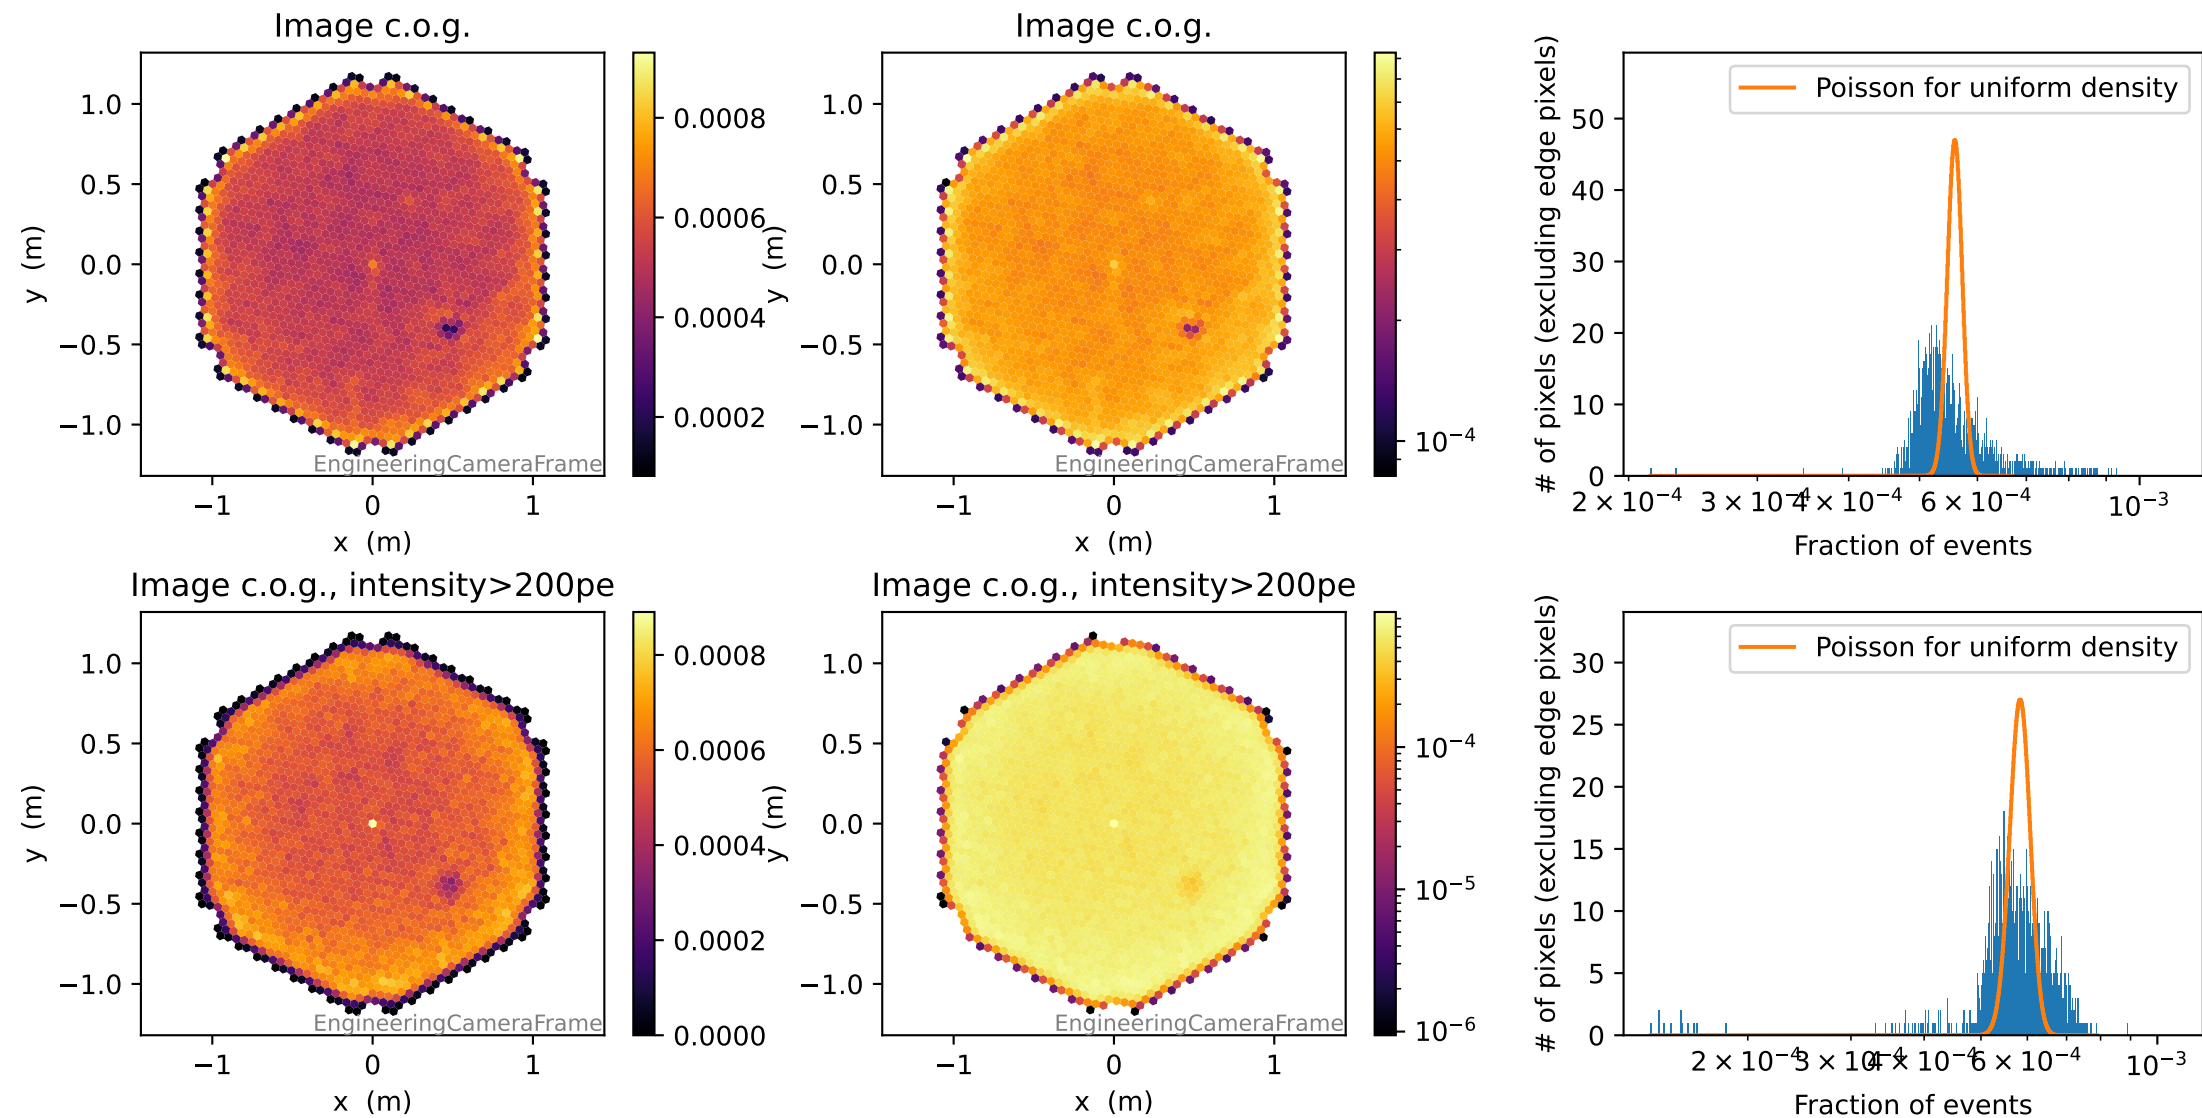 Image c.o.g.
1.0
0.5
0.0
−0.5
−1.0
y (m)
−1 0 1
x (m)
EngineeringCameraFrame
0.0008
0.0006
0.0004
0.0002
Image c.o.g.
1.0
0.5
0.0
−0.5
−1.0
y (m)
−1 0 1
x (m)
EngineeringCameraFrame
10⁻⁴
Poisson for uniform density
50
40
30
20
10
0
# of pixels (excluding edge pixels)
2 × 10⁻⁴ 3 × 10⁻⁴ 4 × 10⁻⁴ 6 × 10⁻⁴ 10⁻³
Fraction of events
Image c.o.g., intensity>200pe
1.0
0.5
0.0
−0.5
−1.0
y (m)
−1 0 1
x (m)
EngineeringCameraFrame
0.0008
0.0006
0.0004
0.0002
0.0000
Image c.o.g., intensity>200pe
1.0
0.5
0.0
−0.5
−1.0
y (m)
−1 0 1
x (m)
EngineeringCameraFrame
10⁻⁴
10⁻⁵
10⁻⁶
Poisson for uniform density
30
25
20
15
10
5
0
# of pixels (excluding edge pixels)
2 × 10⁻⁴ 3 × 10⁻⁴ 4 × 10⁻⁴ 6 × 10⁻⁴ 10⁻³
Fraction of events